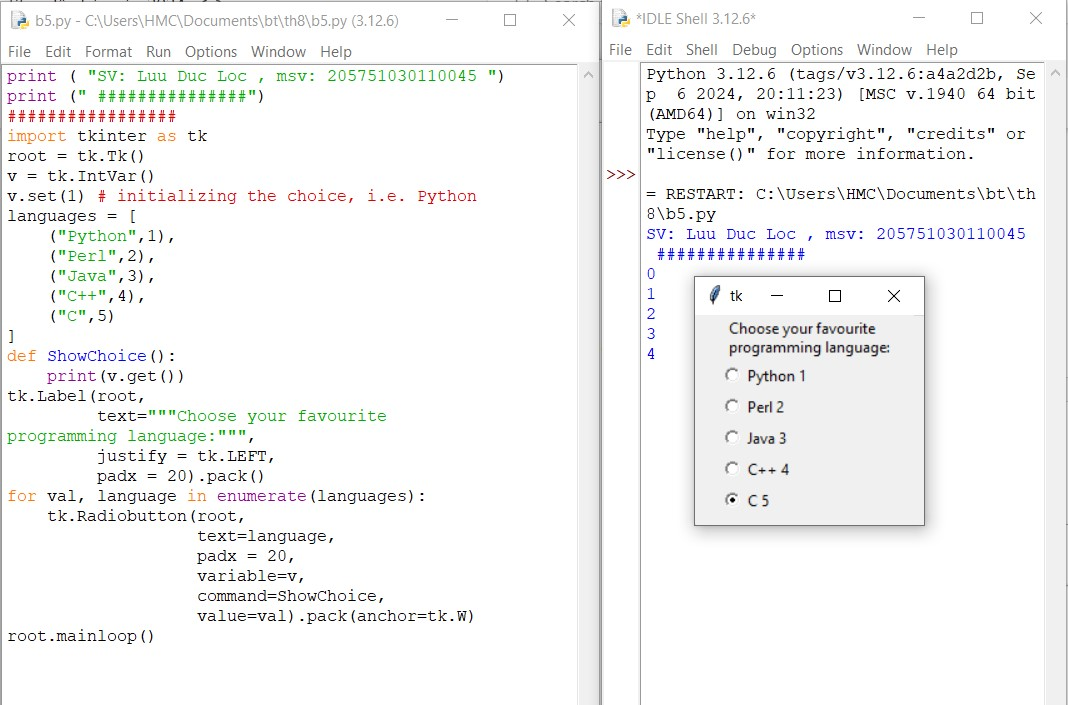 b5.py - C:\Users\HMC\Documents\bt\th8\b5.py (3.12.6)
File Edit Format Run Options Window Help
print ( "SV: Luu Duc Loc , msv: 205751030110045 ")
print (" ###############")
#################
import tkinter as tk
root = tk.Tk()
v = tk.IntVar()
v.set(1) # initializing the choice, i.e. Python
languages = [
    ("Python",1),
    ("Perl",2),
    ("Java",3),
    ("C++",4),
    ("C",5)
]
def ShowChoice():
    print(v.get())
tk.Label(root,
         text="""Choose your favourite
programming language:""",
         justify = tk.LEFT,
         padx = 20).pack()
for val, language in enumerate(languages):
    tk.Radiobutton(root,
                   text=language,
                   padx = 20,
                   variable=v,
                   command=ShowChoice,
                   value=val).pack(anchor=tk.W)
root.mainloop()
*IDLE Shell 3.12.6*
File Edit Shell Debug Options Window Help
Python 3.12.6 (tags/v3.12.6:a4a2d2b, Se
p  6 2024, 20:11:23) [MSC v.1940 64 bit
(AMD64)] on win32
Type "help", "copyright", "credits" or
"license()" for more information.
>>>
= RESTART: C:\Users\HMC\Documents\bt\th
8\b5.py
SV: Luu Duc Loc , msv: 205751030110045
 ###############
0
1
2
3
4
tk
Choose your favourite
programming language:
Python 1
Perl 2
Java 3
C++ 4
C 5